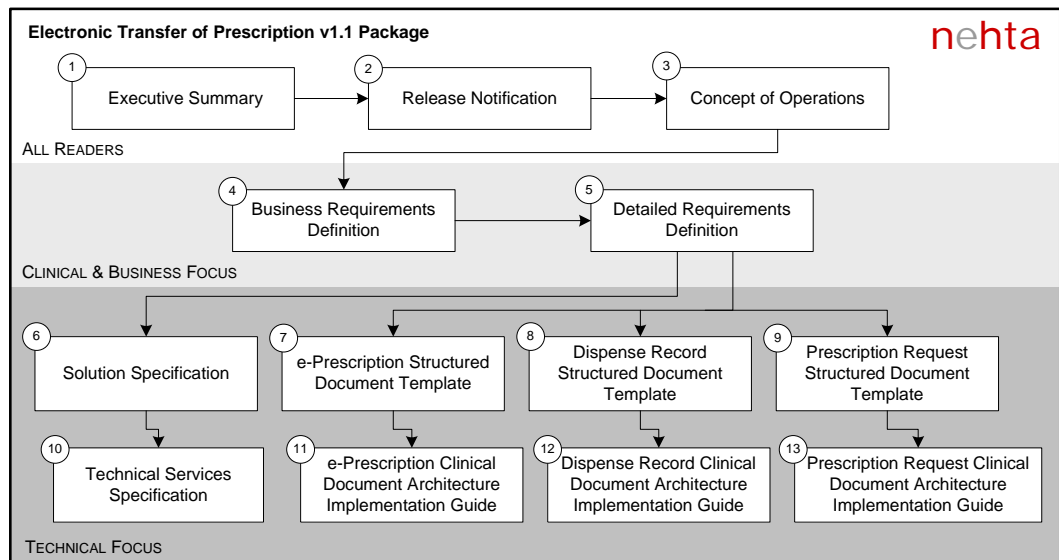 Electronic Transfer of Prescription v1.1 Package
nehta
1
Executive Summary
2
Release Notification
3
Concept of Operations
ALL READERS
4
Business Requirements
Definition
5
Detailed Requirements
Definition
CLINICAL & BUSINESS FOCUS
6
Solution Specification
7
e-Prescription Structured
Document Template
8
Dispense Record
Structured Document
Template
9
Prescription Request
Structured Document
Template
10
Technical Services
Specification
11
e-Prescription Clinical
Document Architecture
Implementation Guide
12
Dispense Record Clinical
Document Architecture
Implementation Guide
13
Prescription Request Clinical
Document Architecture
Implementation Guide
TECHNICAL FOCUS